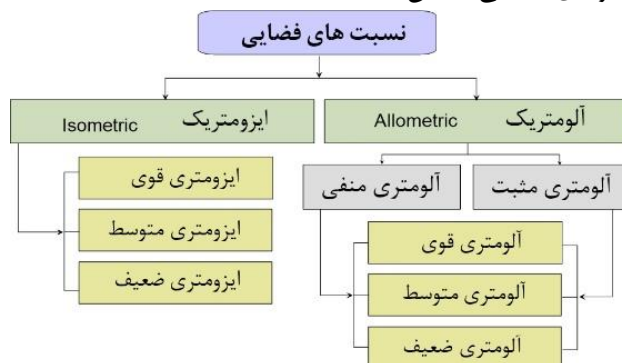 نسبت های فضایی
آلومتریک Allometric
ایزومتریک Isometric
آلومتری مثبت
آلومتری منفی
آلومتری قوی
آلومتری متوسط
آلومتری ضعیف
ایزومتری قوی
ایزومتری متوسط
ایزومتری ضعیف